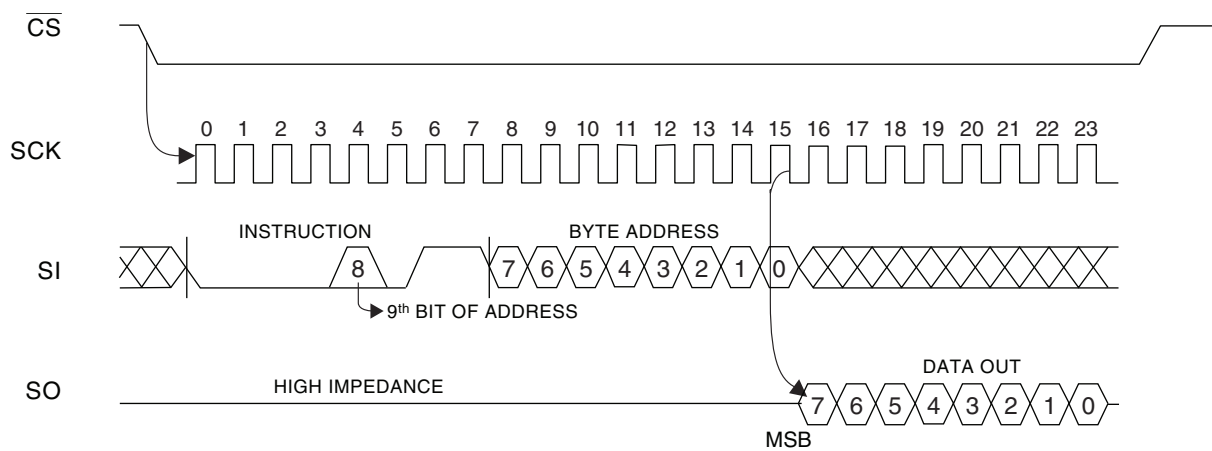 CS
0 1 2 3 4 5 6 7 8 9 10 11 12 13 14 15 16 17 18 19 20 21 22 23
SCK
INSTRUCTION BYTE ADDRESS
SI 8 7 6 5 4 3 2 1 0
9th BIT OF ADDRESS
DATA OUT
HIGH IMPEDANCE
SO 7 6 5 4 3 2 1 0
MSB